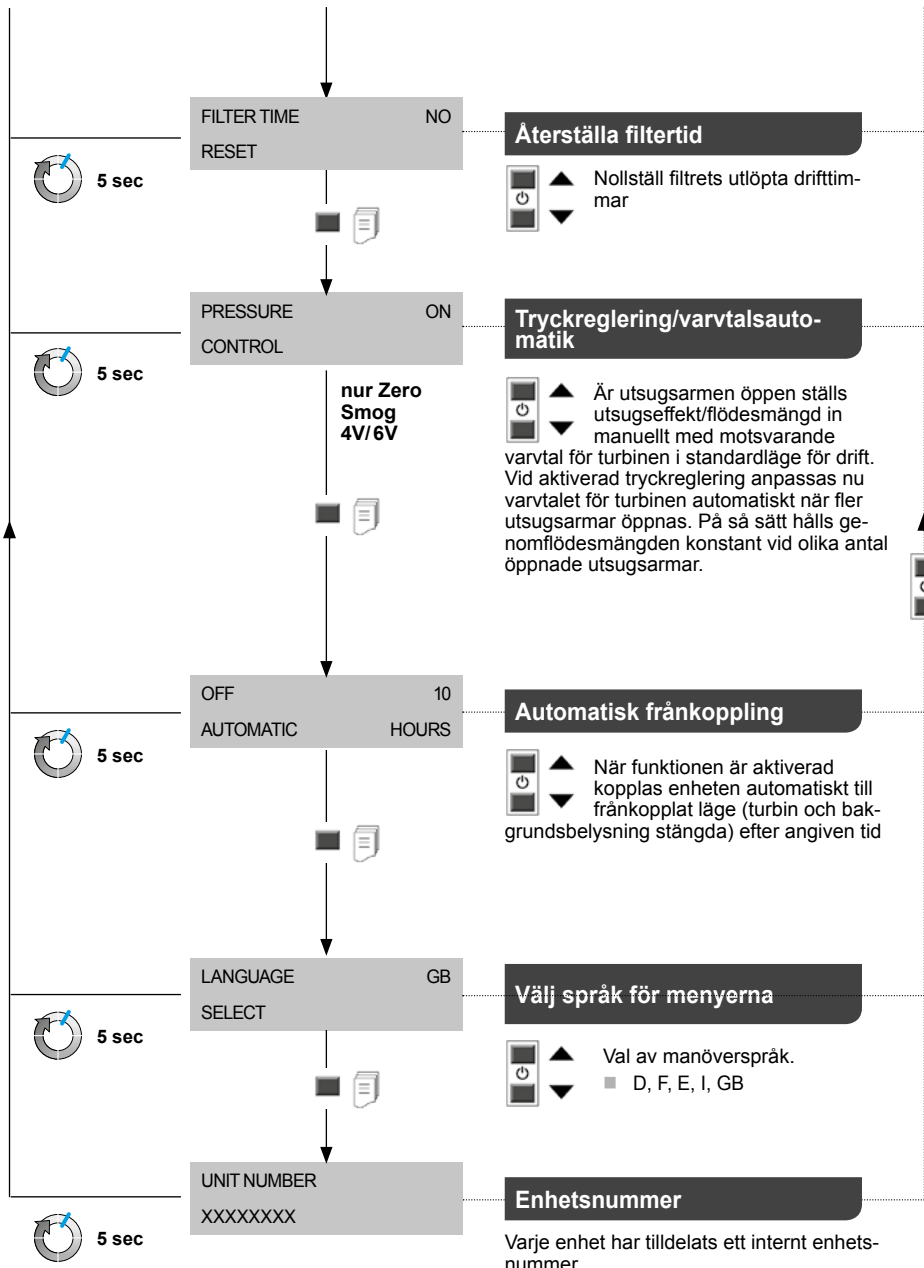 FILTER TIME NO
RESET
5 sec
Återställa filtertid
Nollställ filtrets utlöpta drifttim-
mar
PRESSURE ON
CONTROL
5 sec
nur Zero
Smog
4V/6V
Tryckreglering/varvtalsauto-
matik
Är utsugsarmen öppen ställs
utsugseffekt/flödesmängd in
manuellt med motsvarande
varvtal för turbinen i standardläge för drift.
Vid aktiverad tryckreglering anpassas nu
varvtalet för turbinen automatiskt när fler
utsugsarmar öppnas. På så sätt hålls ge-
nomflödesmängden konstant vid olika antal
öppnade utsugsarmar.
OFF 10
AUTOMATIC HOURS
5 sec
Automatisk frånkoppling
När funktionen är aktiverad
kopplas enheten automatiskt till
frånkopplat läge (turbin och bak-
grundsbelysning stängda) efter angiven tid
LANGUAGE GB
SELECT
5 sec
Välj språk för menyerna
Val av manöverspråk.
D, F, E, I, GB
UNIT NUMBER
XXXXXXXX
5 sec
Enhetsnummer
Varje enhet har tilldelats ett internt enhets-
nummer